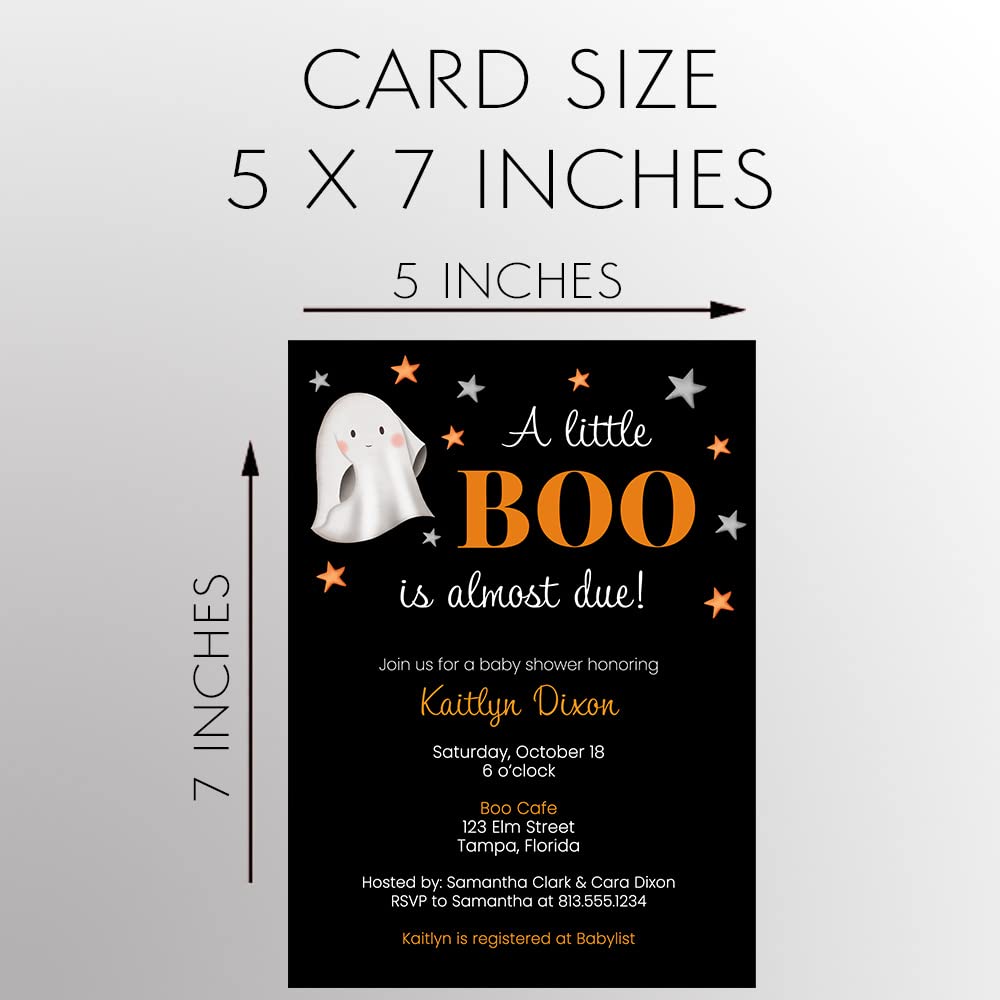 CARD SIZE
5 X 7 INCHES
5 INCHES
7 INCHES
A little
BOO
is almost due!
Join us for a baby shower honoring
Kaitlyn Dixon
Saturday, October 18
6 o'clock
Boo Cafe
123 Elm Street
Tampa, Florida
Hosted by: Samantha Clark & Cara Dixon
RSVP to Samantha at 813.555.1234
Kaitlyn is registered at Babylist